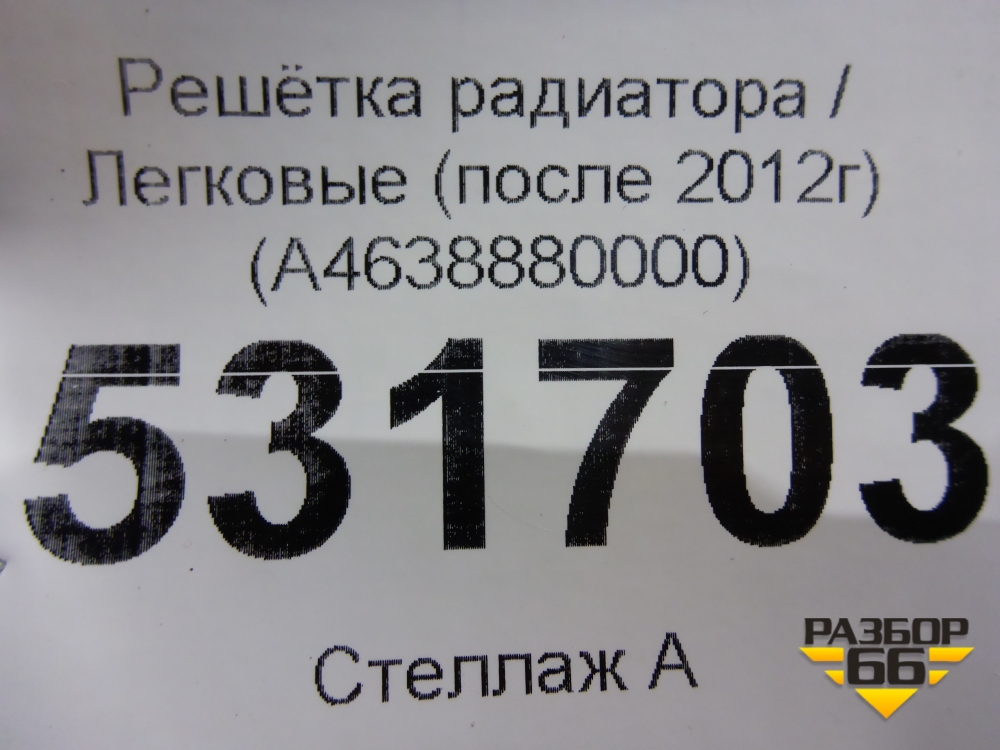 Решётка радиатора /
Легковые (после 2012г)
(A4638880000)
531703
Стеллаж А
РАЗБОР
66